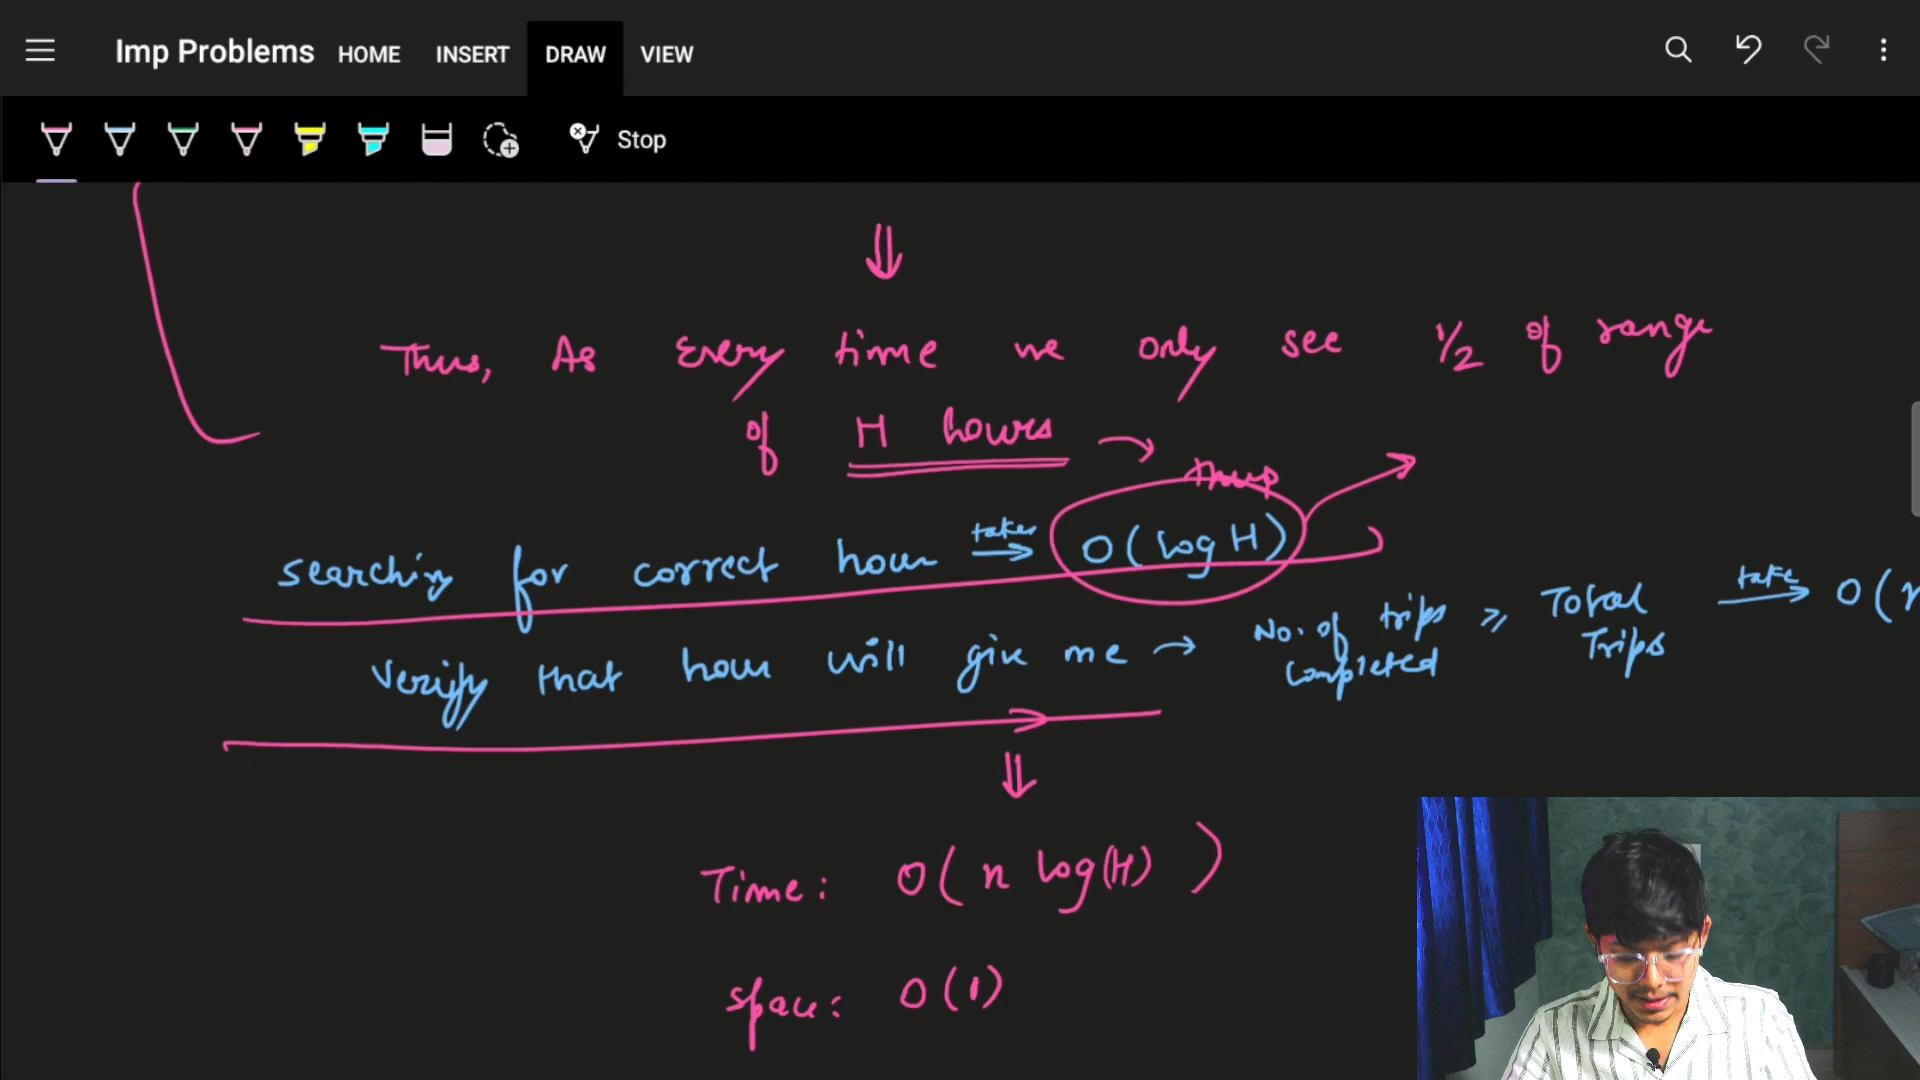 Imp Problems HOME INSERT DRAW VIEW
Stop
Thus, As Every time we only see 1/2 of range
of H hours
searching for correct hour takes O(log H)
verify that hour will give me → No. of trips completed ≥ Total Trips take O(n
Time: O(n log(H))
space: O(1)